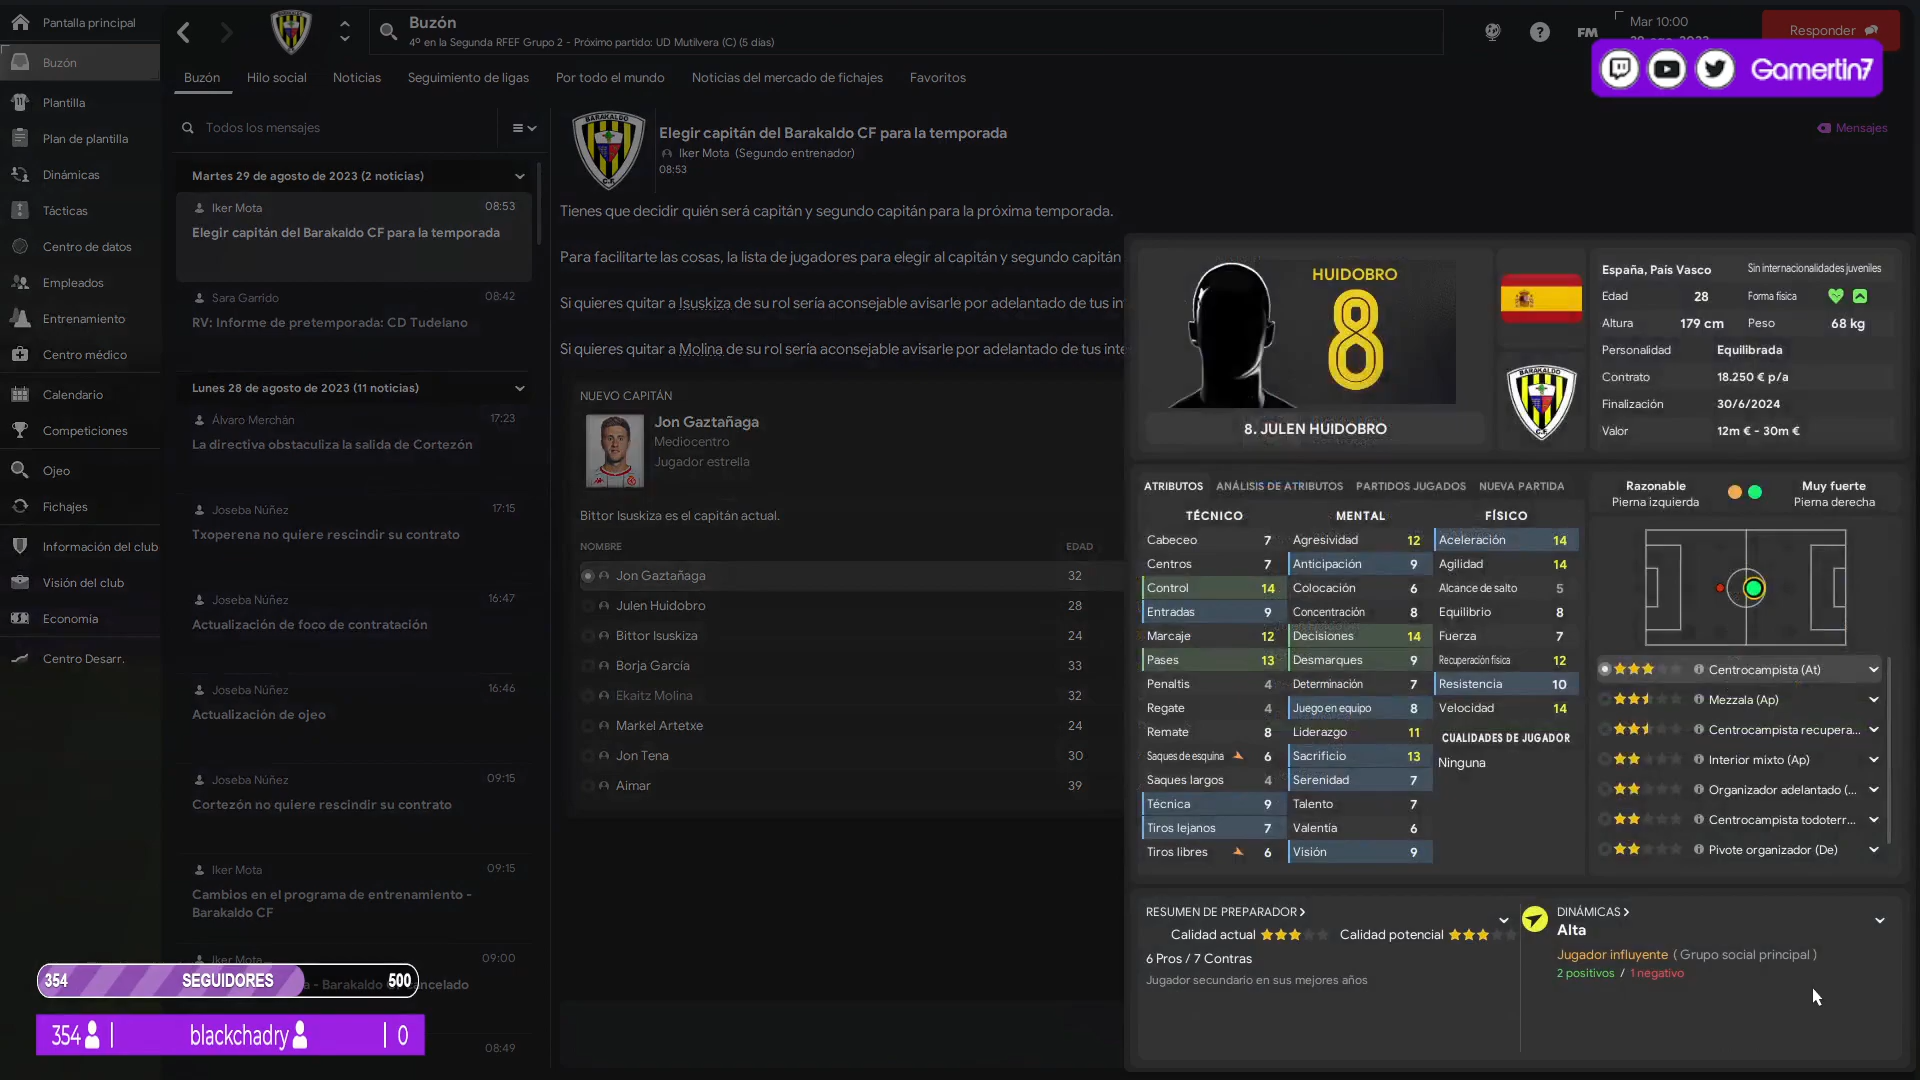 Pantalla principal
Buzón
Plantilla
Plan de plantilla
Dinámicas
Tácticas
Centro de datos
Empleados
Entrenamiento
Centro médico
Calendario
Competiciones
Ojeo
Fichajes
Información del club
Visión del club
Economía
Centro Desarr.
Buzón
4º en la Segunda RFEF Grupo 2 - Próximo partido: UD Mutilvera (C) (5 días)
FM
Mar 10:00
Responder
Gamertin7
Buzón Hilo social Noticias Seguimiento de ligas Por todo el mundo Noticias del mercado de fichajes Favoritos
Todos los mensajes
Martes 29 de agosto de 2023 (2 noticias)
Iker Mota 08:53
Elegir capitán del Barakaldo CF para la temporada
Sara Garrido 08:42
RV: Informe de pretemporada: CD Tudelano
Lunes 28 de agosto de 2023 (11 noticias)
Álvaro Merchán 17:23
La directiva obstaculiza la salida de Cortezón
Joseba Núñez 17:15
Txoperena no quiere rescindir su contrato
Joseba Núñez 16:47
Actualización de foco de contratación
Joseba Núñez 16:46
Actualización de ojeo
Joseba Núñez 09:15
Cortezón no quiere rescindir su contrato
Iker Mota 09:15
Cambios en el programa de entrenamiento -
Barakaldo CF
Iker Mota 09:00
- Barakaldo
08:49
354 SEGUIDORES 500
354 | blackchadry | 0
BARAKALDO
C.F.
Elegir capitán del Barakaldo CF para la temporada
Iker Mota (Segundo entrenador)
08:53
Mensajes
Tienes que decidir quién será capitán y segundo capitán para la próxima temporada.
Para facilitarte las cosas, la lista de jugadores para elegir al capitán y segundo capitán
Si quieres quitar a Isuskiza de su rol sería aconsejable avisarle por adelantado de tus int
Si quieres quitar a Molina de su rol sería aconsejable avisarle por adelantado de tus inte
NUEVO CAPITÁN
Jon Gaztañaga
Mediocentro
Jugador estrella
Bittor Isuskiza es el capitán actual.
NOMBRE EDAD
Jon Gaztañaga 32
Julen Huidobro 28
Bittor Isuskiza 24
Borja García 33
Ekaitz Molina 32
Markel Artetxe 24
Jon Tena 30
Aimar 39
HUIDOBRO
8
8. JULEN HUIDOBRO
BARAKALDO
C.F.
España, País Vasco Sin internacionalidades juveniles
Edad 28 Forma física
Altura 179 cm Peso 68 kg
Personalidad Equilibrada
Contrato 18.250 € p/a
Finalización 30/6/2024
Valor 12m € - 30m €
ATRIBUTOS ANÁLISIS DE ATRIBUTOS PARTIDOS JUGADOS NUEVA PARTIDA
TÉCNICO MENTAL FÍSICO
Cabeceo 7 Agresividad 12 Aceleración 14
Centros 7 Anticipación 9 Agilidad 14
Control 14 Colocación 6 Alcance de salto 5
Entradas 9 Concentración 8 Equilibrio 8
Marcaje 12 Decisiones 14 Fuerza 7
Pases 13 Desmarques 9 Recuperación física 12
Penaltis 4 Determinación 7 Resistencia 10
Regate 4 Juego en equipo 8 Velocidad 14
Remate 8 Liderazgo 11 CUALIDADES DE JUGADOR
Saques de esquina 6 Sacrificio 13 Ninguna
Saques largos 4 Serenidad 7
Técnica 9 Talento 7
Tiros lejanos 7 Valentía 6
Tiros libres 6 Visión 9
Razonable Muy fuerte
Pierna izquierda Pierna derecha
Centrocampista (At)
Mezzala (Ap)
Centrocampista recupera...
Interior mixto (Ap)
Organizador adelantado (...
Centrocampista todoterr...
Pivote organizador (De)
RESUMEN DE PREPARADOR >
Calidad actual Calidad potencial
6 Pros / 7 Contras
Jugador secundario en sus mejores años
DINÁMICAS >
Alta
Jugador influyente ( Grupo social principal )
2 positivos / 1 negativo